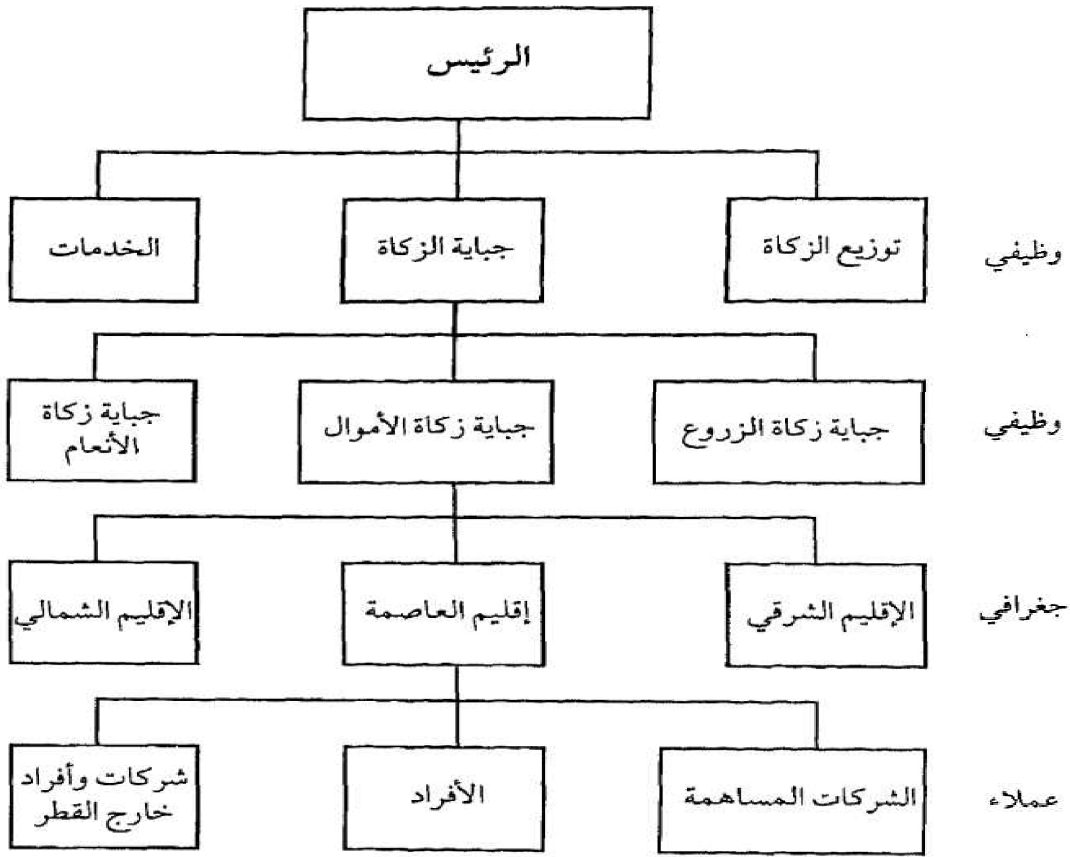 الرئيس
وظيفي
توزيع الزكاة
جباية الزكاة
الخدمات
وظيفي
جباية زكاة الزروع
جباية زكاة الأموال
جباية زكاة
الأنعام
جغرافي
الإقليم الشرقي
إقليم العاصمة
الإقليم الشمالي
عملاء
الشركات المساهمة
الأفراد
شركات وأفراد
خارج القطر